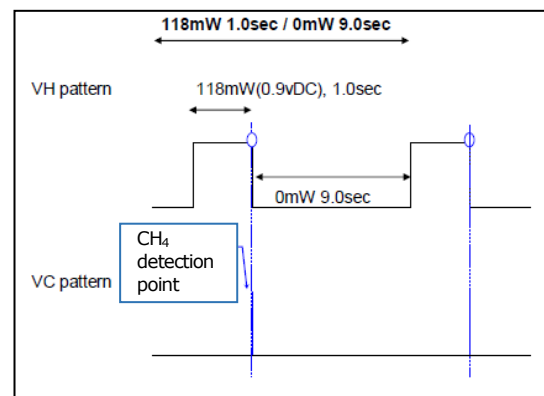 118mW 1.0sec / 0mW 9.0sec
VH pattern
118mW(0.9vDC), 1.0sec
0mW 9.0sec
CH₄
detection
point
VC pattern